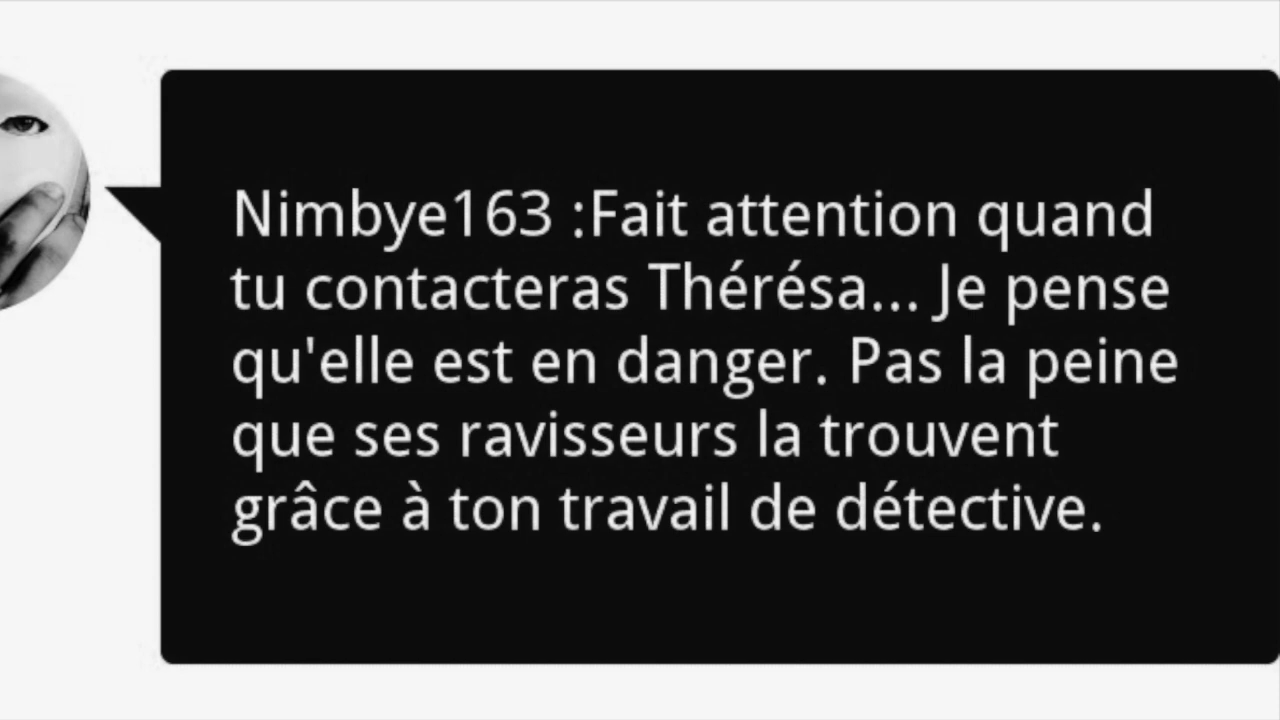 Nimbye163 :Fait attention quand
tu contacteras Thérésa... Je pense
qu'elle est en danger. Pas la peine
que ses ravisseurs la trouvent
grâce à ton travail de détective.